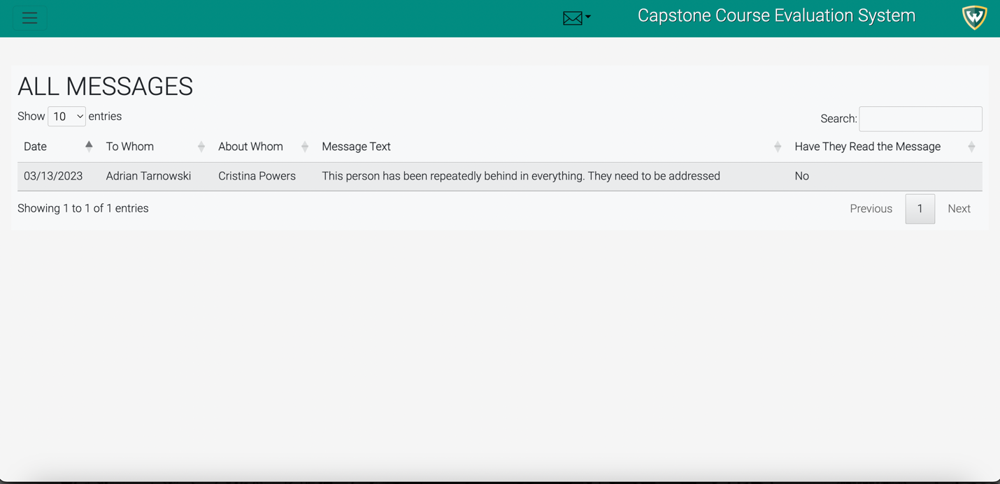 Capstone Course Evaluation System
W
ALL MESSAGES
Show 10 entries
Search:
Date To Whom About Whom Message Text Have They Read the Message
03/13/2023 Adrian Tarnowski Cristina Powers This person has been repeatedly behind in everything. They need to be addressed No
Showing 1 to 1 of 1 entries
Previous 1 Next